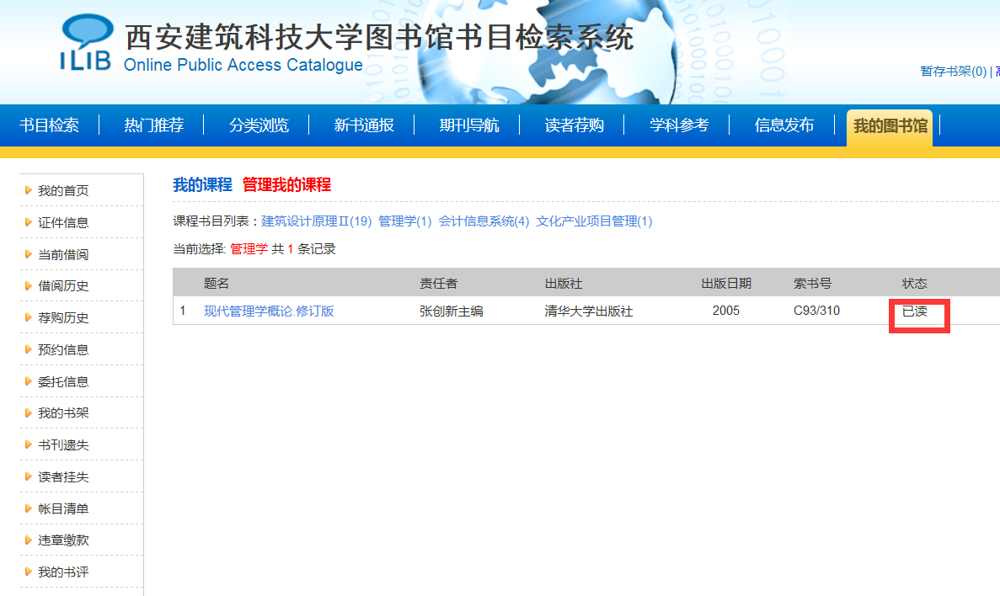 ILIB
西安建筑科技大学图书馆书目检索系统
Online Public Access Catalogue
暂存书架(0) |
书目检索 热门推荐 分类浏览 新书通报 期刊导航 读者荐购 学科参考 信息发布 我的图书馆
我的首页
证件信息
当前借阅
借阅历史
荐购历史
预约信息
委托信息
我的书架
书刊遗失
读者挂失
帐目清单
违章缴款
我的书评
我的课程 管理我的课程
课程书目列表：建筑设计原理Ⅱ(19) 管理学(1) 会计信息系统(4) 文化产业项目管理(1)
当前选择: 管理学 共 1 条记录
题名 责任者 出版社 出版日期 索书号 状态
1 现代管理学概论.修订版 张创新主编 清华大学出版社 2005 C93/310 已读